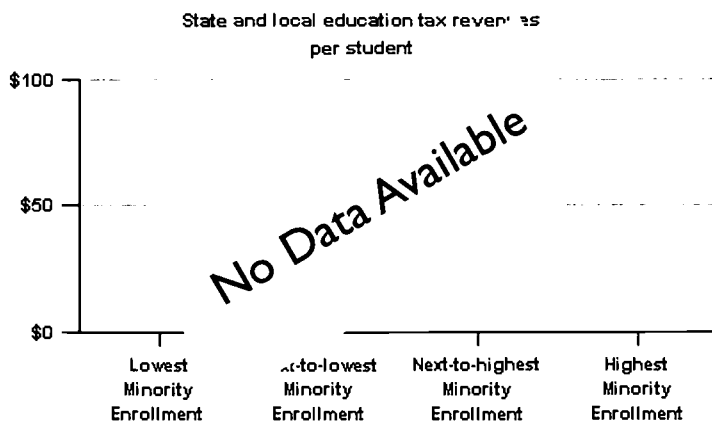 State and local education tax
per student
$100
$50
$0
No Data Available
Lowest
Minority
Enrollment
Minority
Enrollment
Next-to-highest
Minority
Enrollment
Highest
Minority
Enrollment